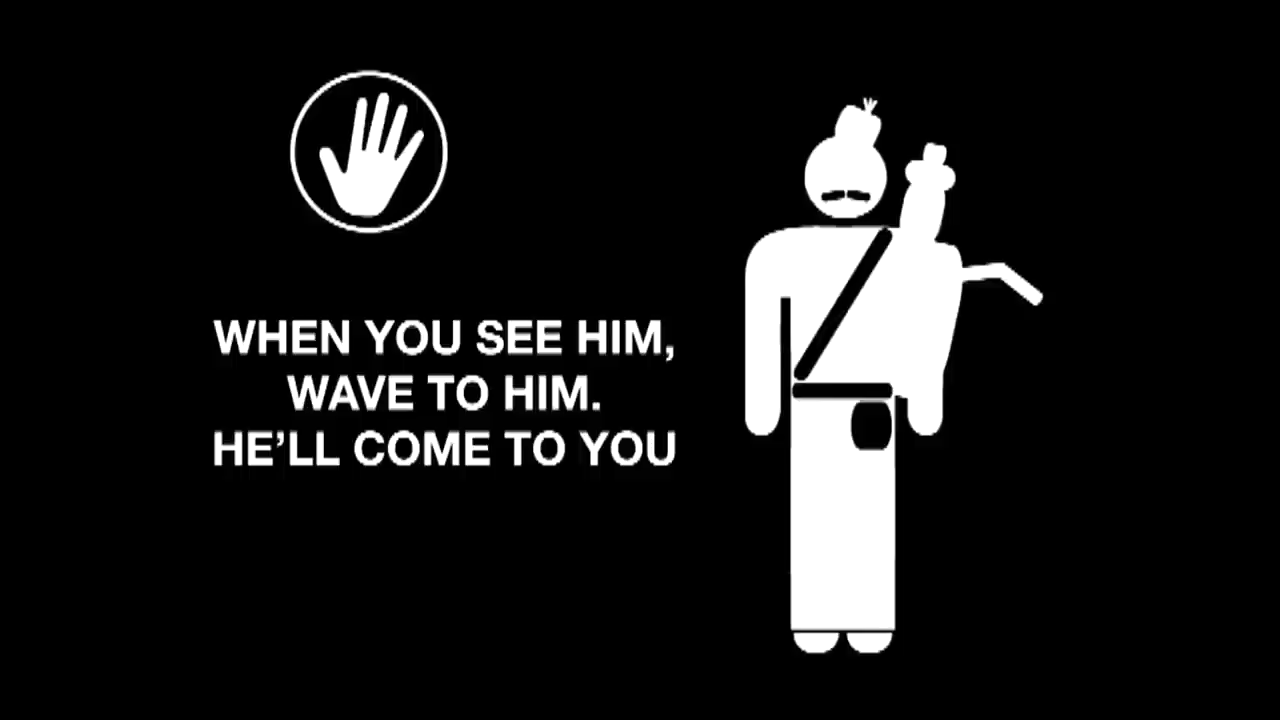 WHEN YOU SEE HIM,
WAVE TO HIM.
HE’LL COME TO YOU